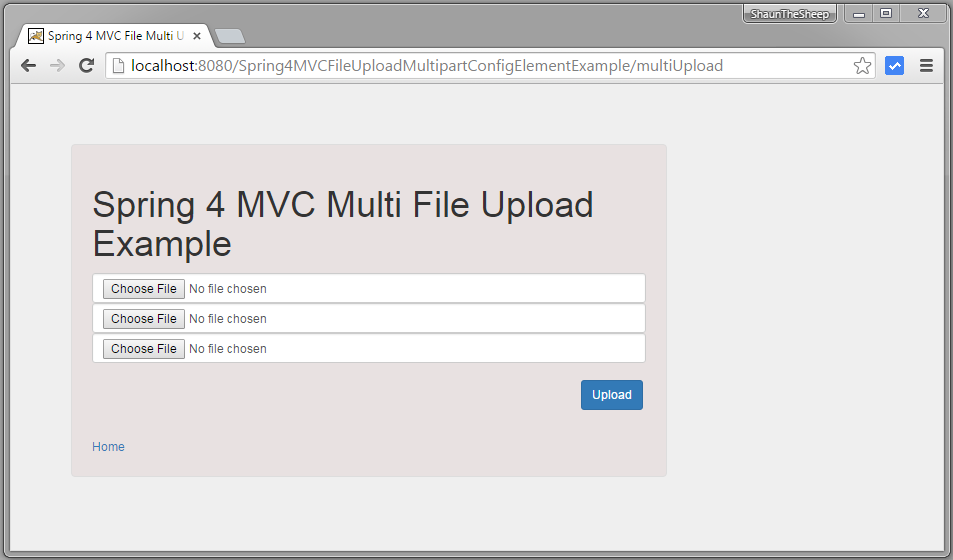 ShaunTheSheep
Spring 4 MVC File Multi U
localhost:8080/Spring4MVCFileUploadMultipartConfigElementExample/multiUpload
Spring 4 MVC Multi File Upload
Example
Choose File No file chosen
Choose File No file chosen
Choose File No file chosen
Upload
Home